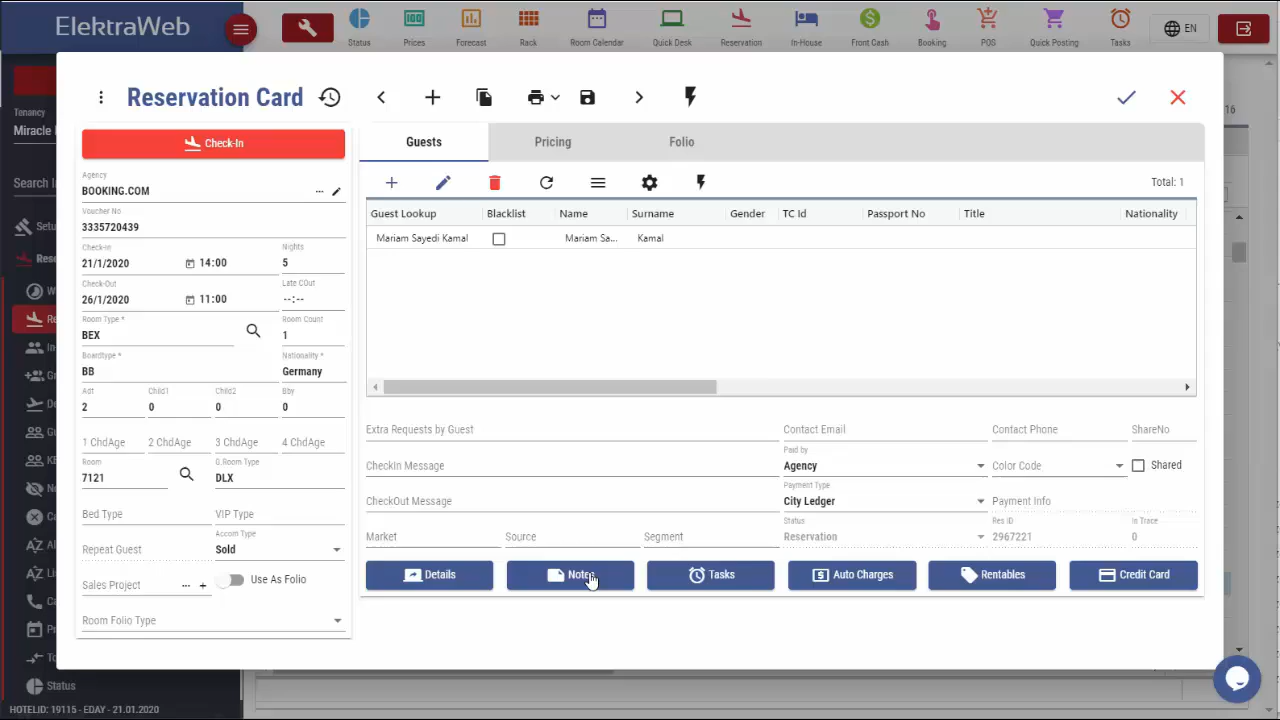 ElektraWeb
Status
Prices
Forecast
Rack
Room Calendar
Quick Desk
Reservation
In-House
Front Cash
Booking
POS
Quick Posting
Tasks
EN
Reservation Card
Tenancy
Miracle
Search
Check-In
Agency
BOOKING.COM
Voucher No
3335720439
Check-In
21/1/2020 14:00
Nights
5
Check-Out
26/1/2020 11:00
Late COut
--:--
Room Type *
BEX
Room Count
1
Boardtype *
BB
Nationality *
Germany
Adt
2
Child1
0
Child2
0
Bby
0
1 ChdAge
2 ChdAge
3 ChdAge
4 ChdAge
Room
7121
G.Room Type
DLX
Bed Type
VIP Type
Repeat Guest
Accom Type
Sold
Sales Project
Use As Folio
Room Folio Type
Guests
Pricing
Folio
Total: 1
Guest Lookup Blacklist Name Surname Gender TC Id Passport No Title Nationality
Mariam Sayedi Kamal Mariam Sa... Kamal
Extra Requests by Guest
Contact Email
Contact Phone
ShareNo
CheckIn Message
Paid by
Agency
Color Code
Shared
CheckOut Message
Payment Type
City Ledger
Payment Info
Market
Source
Segment
Status
Reservation
Res ID
2967221
In Trace
0
Details
Notes
Tasks
Auto Charges
Rentables
Credit Card
16
Status
HOTELID: 19115 - EDAY - 21.01.2020